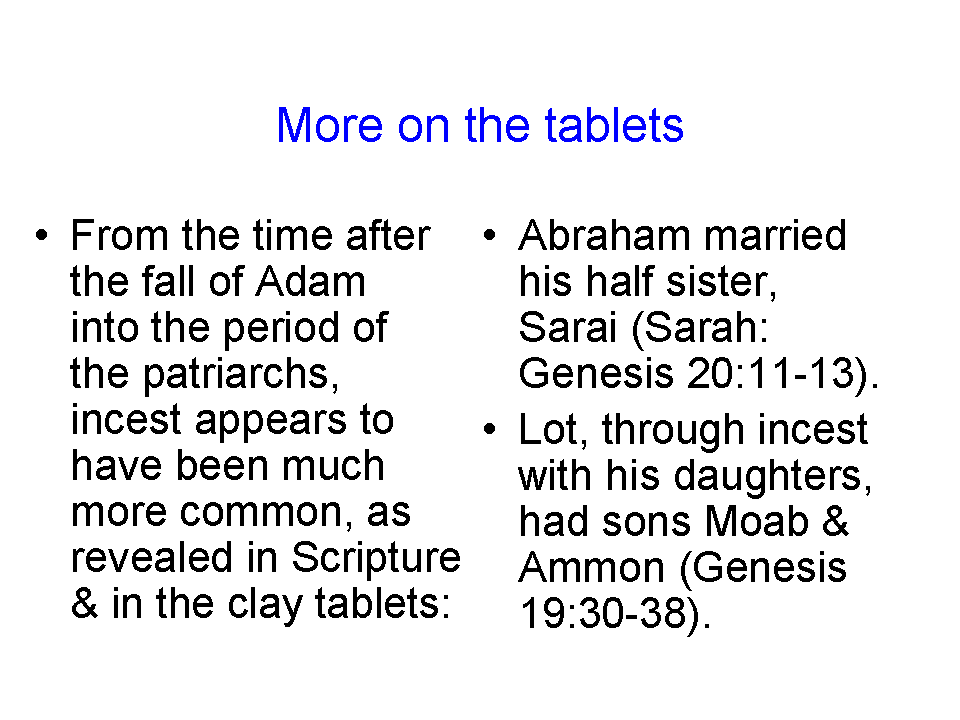 More on the tablets
• From the time after
the fall of Adam
into the period of
the patriarchs,
incest appears to
have been much
more common, as
revealed in Scripture
& in the clay tablets:
• Abraham married
his half sister,
Sarai (Sarah:
Genesis 20:11-13).
• Lot, through incest
with his daughters,
had sons Moab &
Ammon (Genesis
19:30-38).